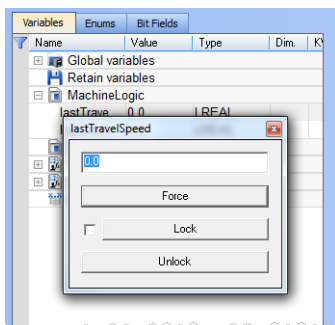 Variables Enums Bit Fields
Name Value Type Dim.
Global variables
Retain variables
MachineLogic
lastTrave 0.0 LREAL
lastTravelSpeed
0.0
Force
Lock
Unlock